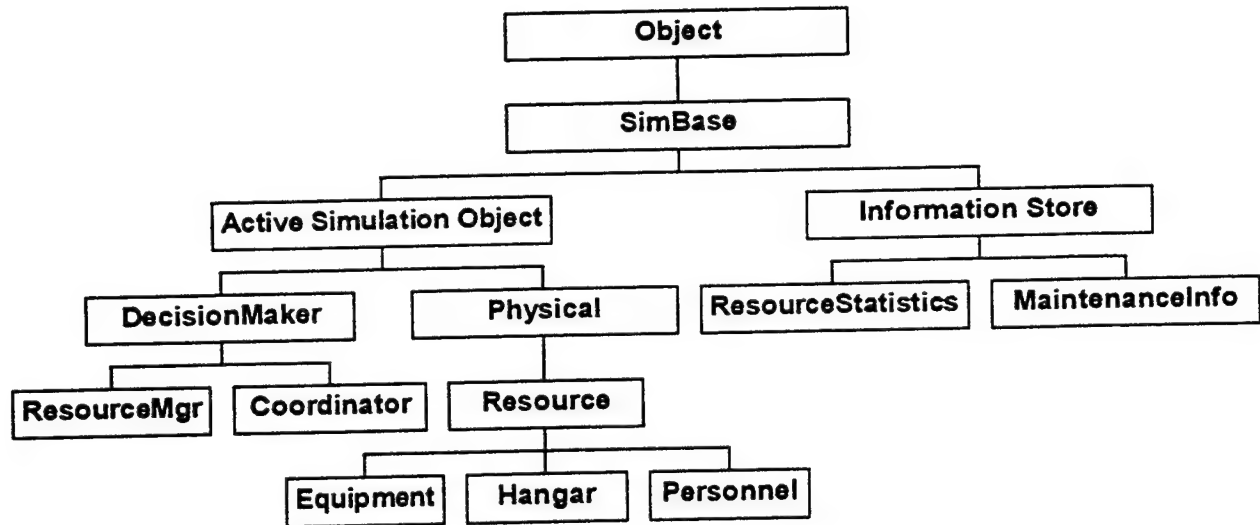 Object
SimBase
Active Simulation Object
Information Store
DecisionMaker
Physical
ResourceStatistics
MaintenanceInfo
ResourceMgr
Coordinator
Resource
Equipment
Hangar
Personnel